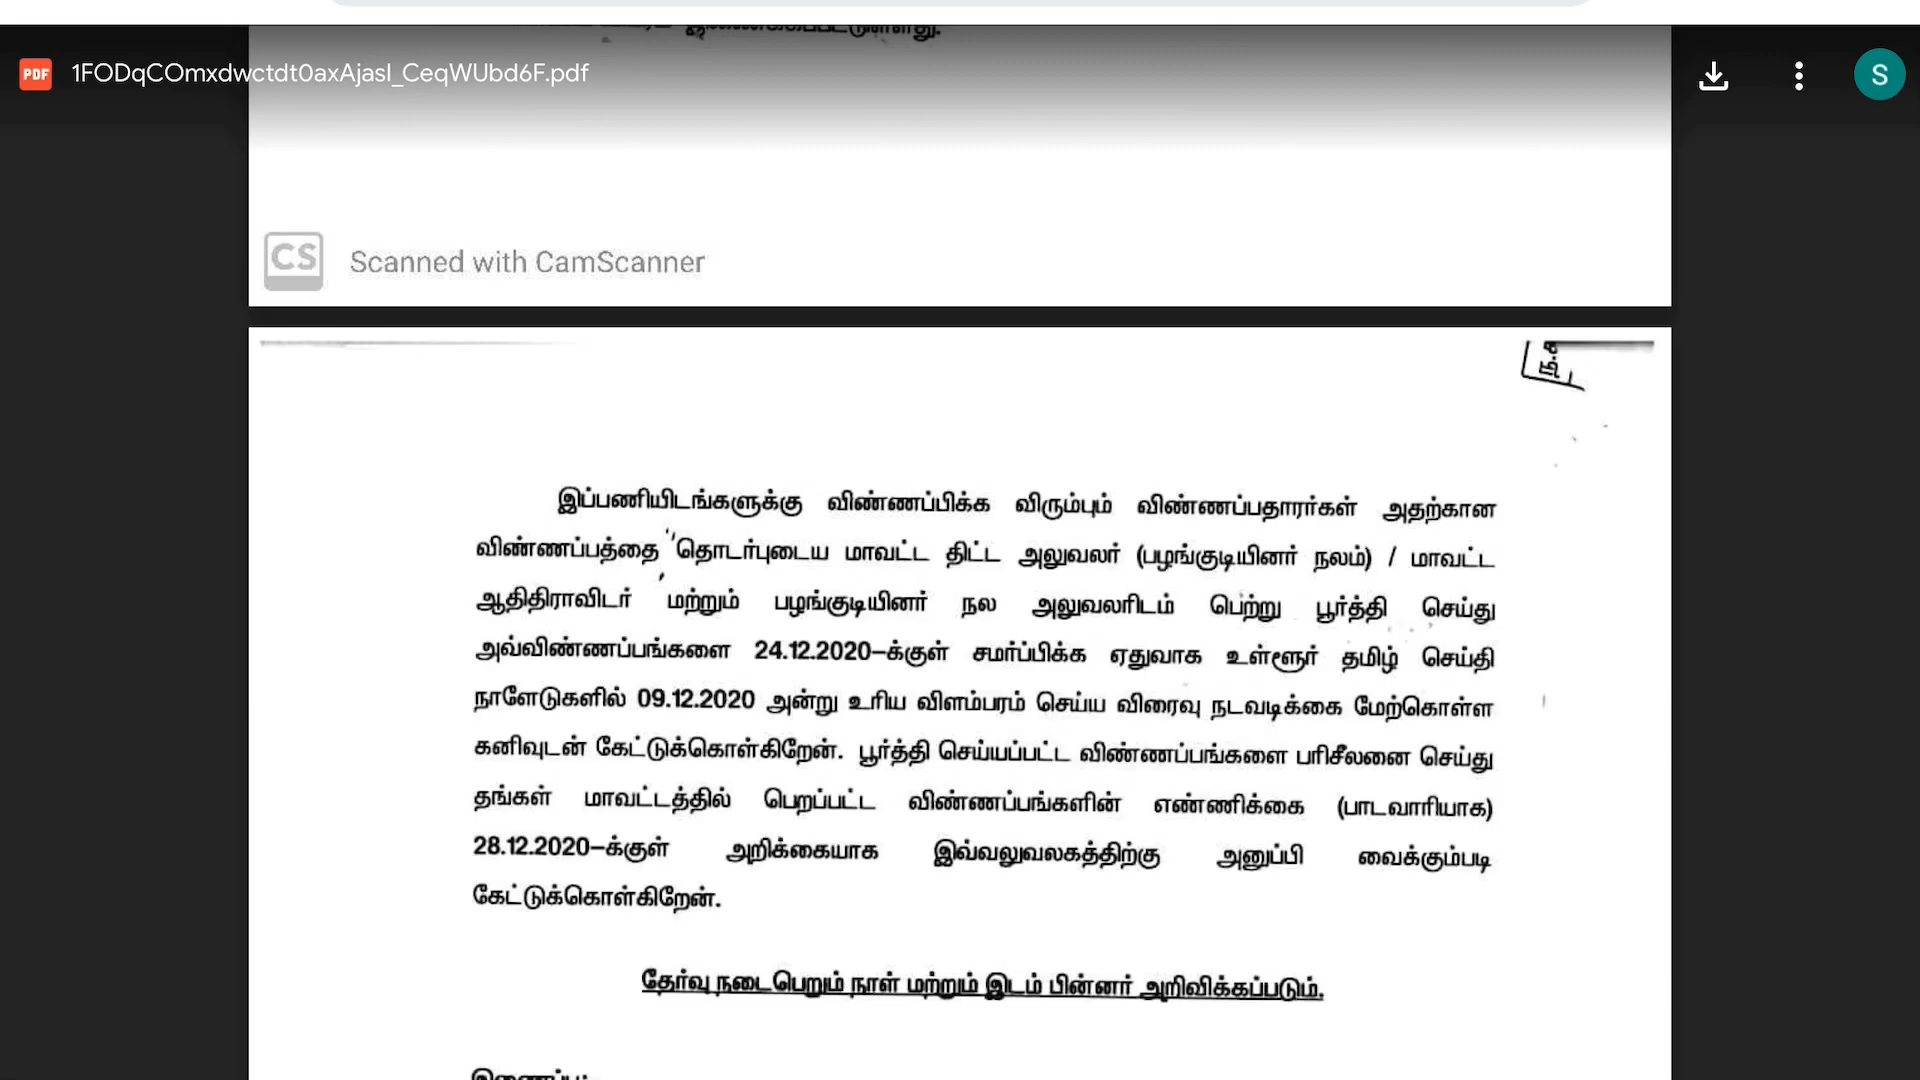 1FODqCOmxdwctdt0axAjasI_CeqWUbd6F.pdf
PDF
S
CS Scanned with CamScanner
இப்பணியிடங்களுக்கு விண்ணப்பிக்க விரும்பும் விண்ணப்பதாரர்கள் அதற்கான
விண்ணப்பத்தை தொடர்புடைய மாவட்ட திட்ட அலுவலர் (பழங்குடியினர் நலம்) / மாவட்ட
ஆதிதிராவிடர் மற்றும் பழங்குடியினர் நல அலுவலரிடம் பெற்று பூர்த்தி செய்து
அவ்விண்ணப்பங்களை 24.12.2020–க்குள் சமர்ப்பிக்க ஏதுவாக உள்ளூர் தமிழ் செய்தி
நாளேடுகளில் 09.12.2020 அன்று உரிய விளம்பரம் செய்ய விரைவு நடவடிக்கை மேற்கொள்ள
கனிவுடன் கேட்டுக்கொள்கிறேன். பூர்த்தி செய்யப்பட்ட விண்ணப்பங்களை பரிசீலனை செய்து
தங்கள் மாவட்டத்தில் பெறப்பட்ட விண்ணப்பங்களின் எண்ணிக்கை (பாடவாரியாக)
28.12.2020–க்குள் அறிக்கையாக இவ்வலுவலகத்திற்கு அனுப்பி வைக்கும்படி
கேட்டுக்கொள்கிறேன்.
தேர்வு நடைபெறும் நாள் மற்றும் இடம் பின்னர் அறிவிக்கப்படும்.